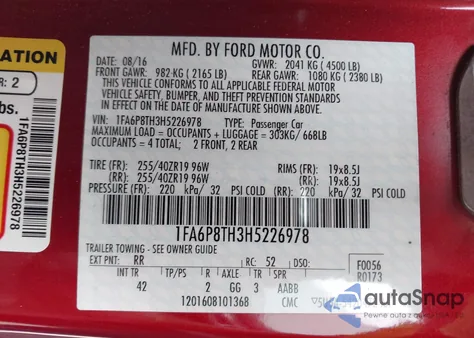 MFD. BY FORD MOTOR CO.
DATE: 08/16 GVWR: 2041 KG ( 4500 LB)
FRONT GAWR: 982 KG ( 2165 LB) REAR GAWR: 1080 KG ( 2380 LB)
THIS VEHICLE CONFORMS TO ALL APPLICABLE FEDERAL MOTOR
VEHICLE SAFETY, BUMPER, AND THEFT PREVENTION STANDARDS
IN EFFECT ON THE DATE OF MANUFACTURE SHOWN ABOVE.
VIN: 1FA6P8TH3H5226978 TYPE: Passenger Car
MAXIMUM LOAD = OCCUPANTS + LUGGAGE = 303KG/ 668LB
OCCUPANTS = 4 TOTAL; 2 FRONT, 2 REAR
TIRE (FR): 255/40ZR19 96W RIMS (FR): 19x8.5J
(RR): 255/40ZR19 96W (RR): 19x8.5J
PRESSURE (FR): 220 kPa/ 32 PSI COLD (RR): 220 kPa/ 32 PSI COLD
1FA6P8TH3H5226978
TRAILER TOWING - SEE OWNER GUIDE
EXT PNT: RR RC: 52 DSO: F0056
R0173
INT TR TP/PS R AXLE TR SPR
42 2 GG 3 AABB
1201608101368 CMC
ATION
R: 2
lbs.
1FA6P8TH3H5226978
autoSnap
Pewne auto z